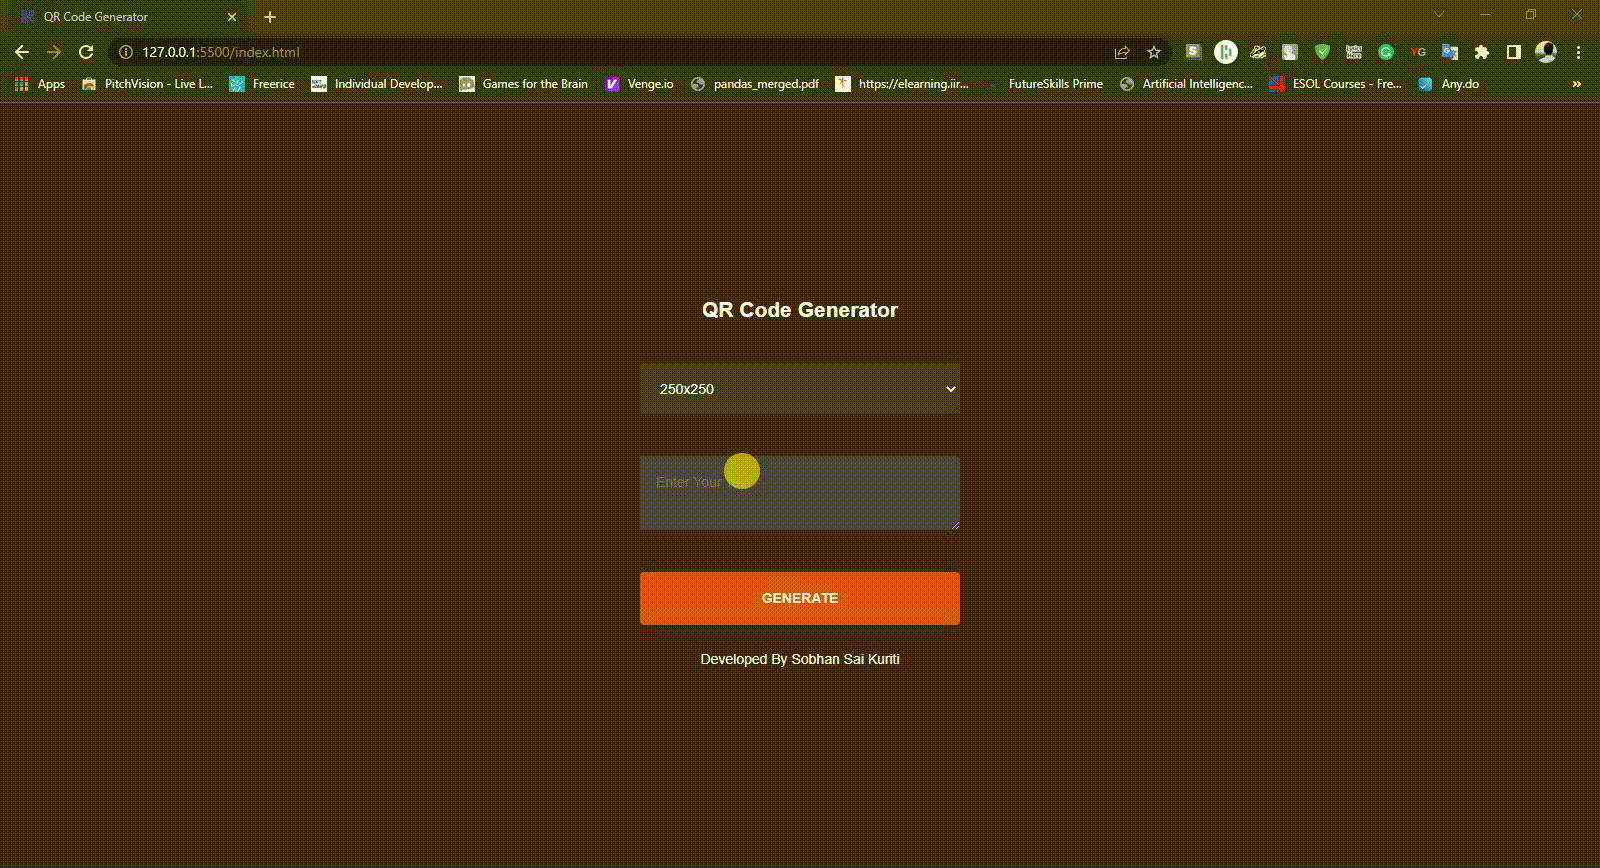 QR Code Generator
127.0.0.1:5500/index.html
Apps
PitchVision - Live L...
Freerice
Individual Develop...
Games for the Brain
Venge.io
pandas_merged.pdf
https://elearning.iir...
FutureSkills Prime
Artificial Intelligenc...
ESOL Courses - Fre...
Any.do
QR Code Generator
250x250
Enter Your
GENERATE
Developed By Sobhan Sai Kuriti